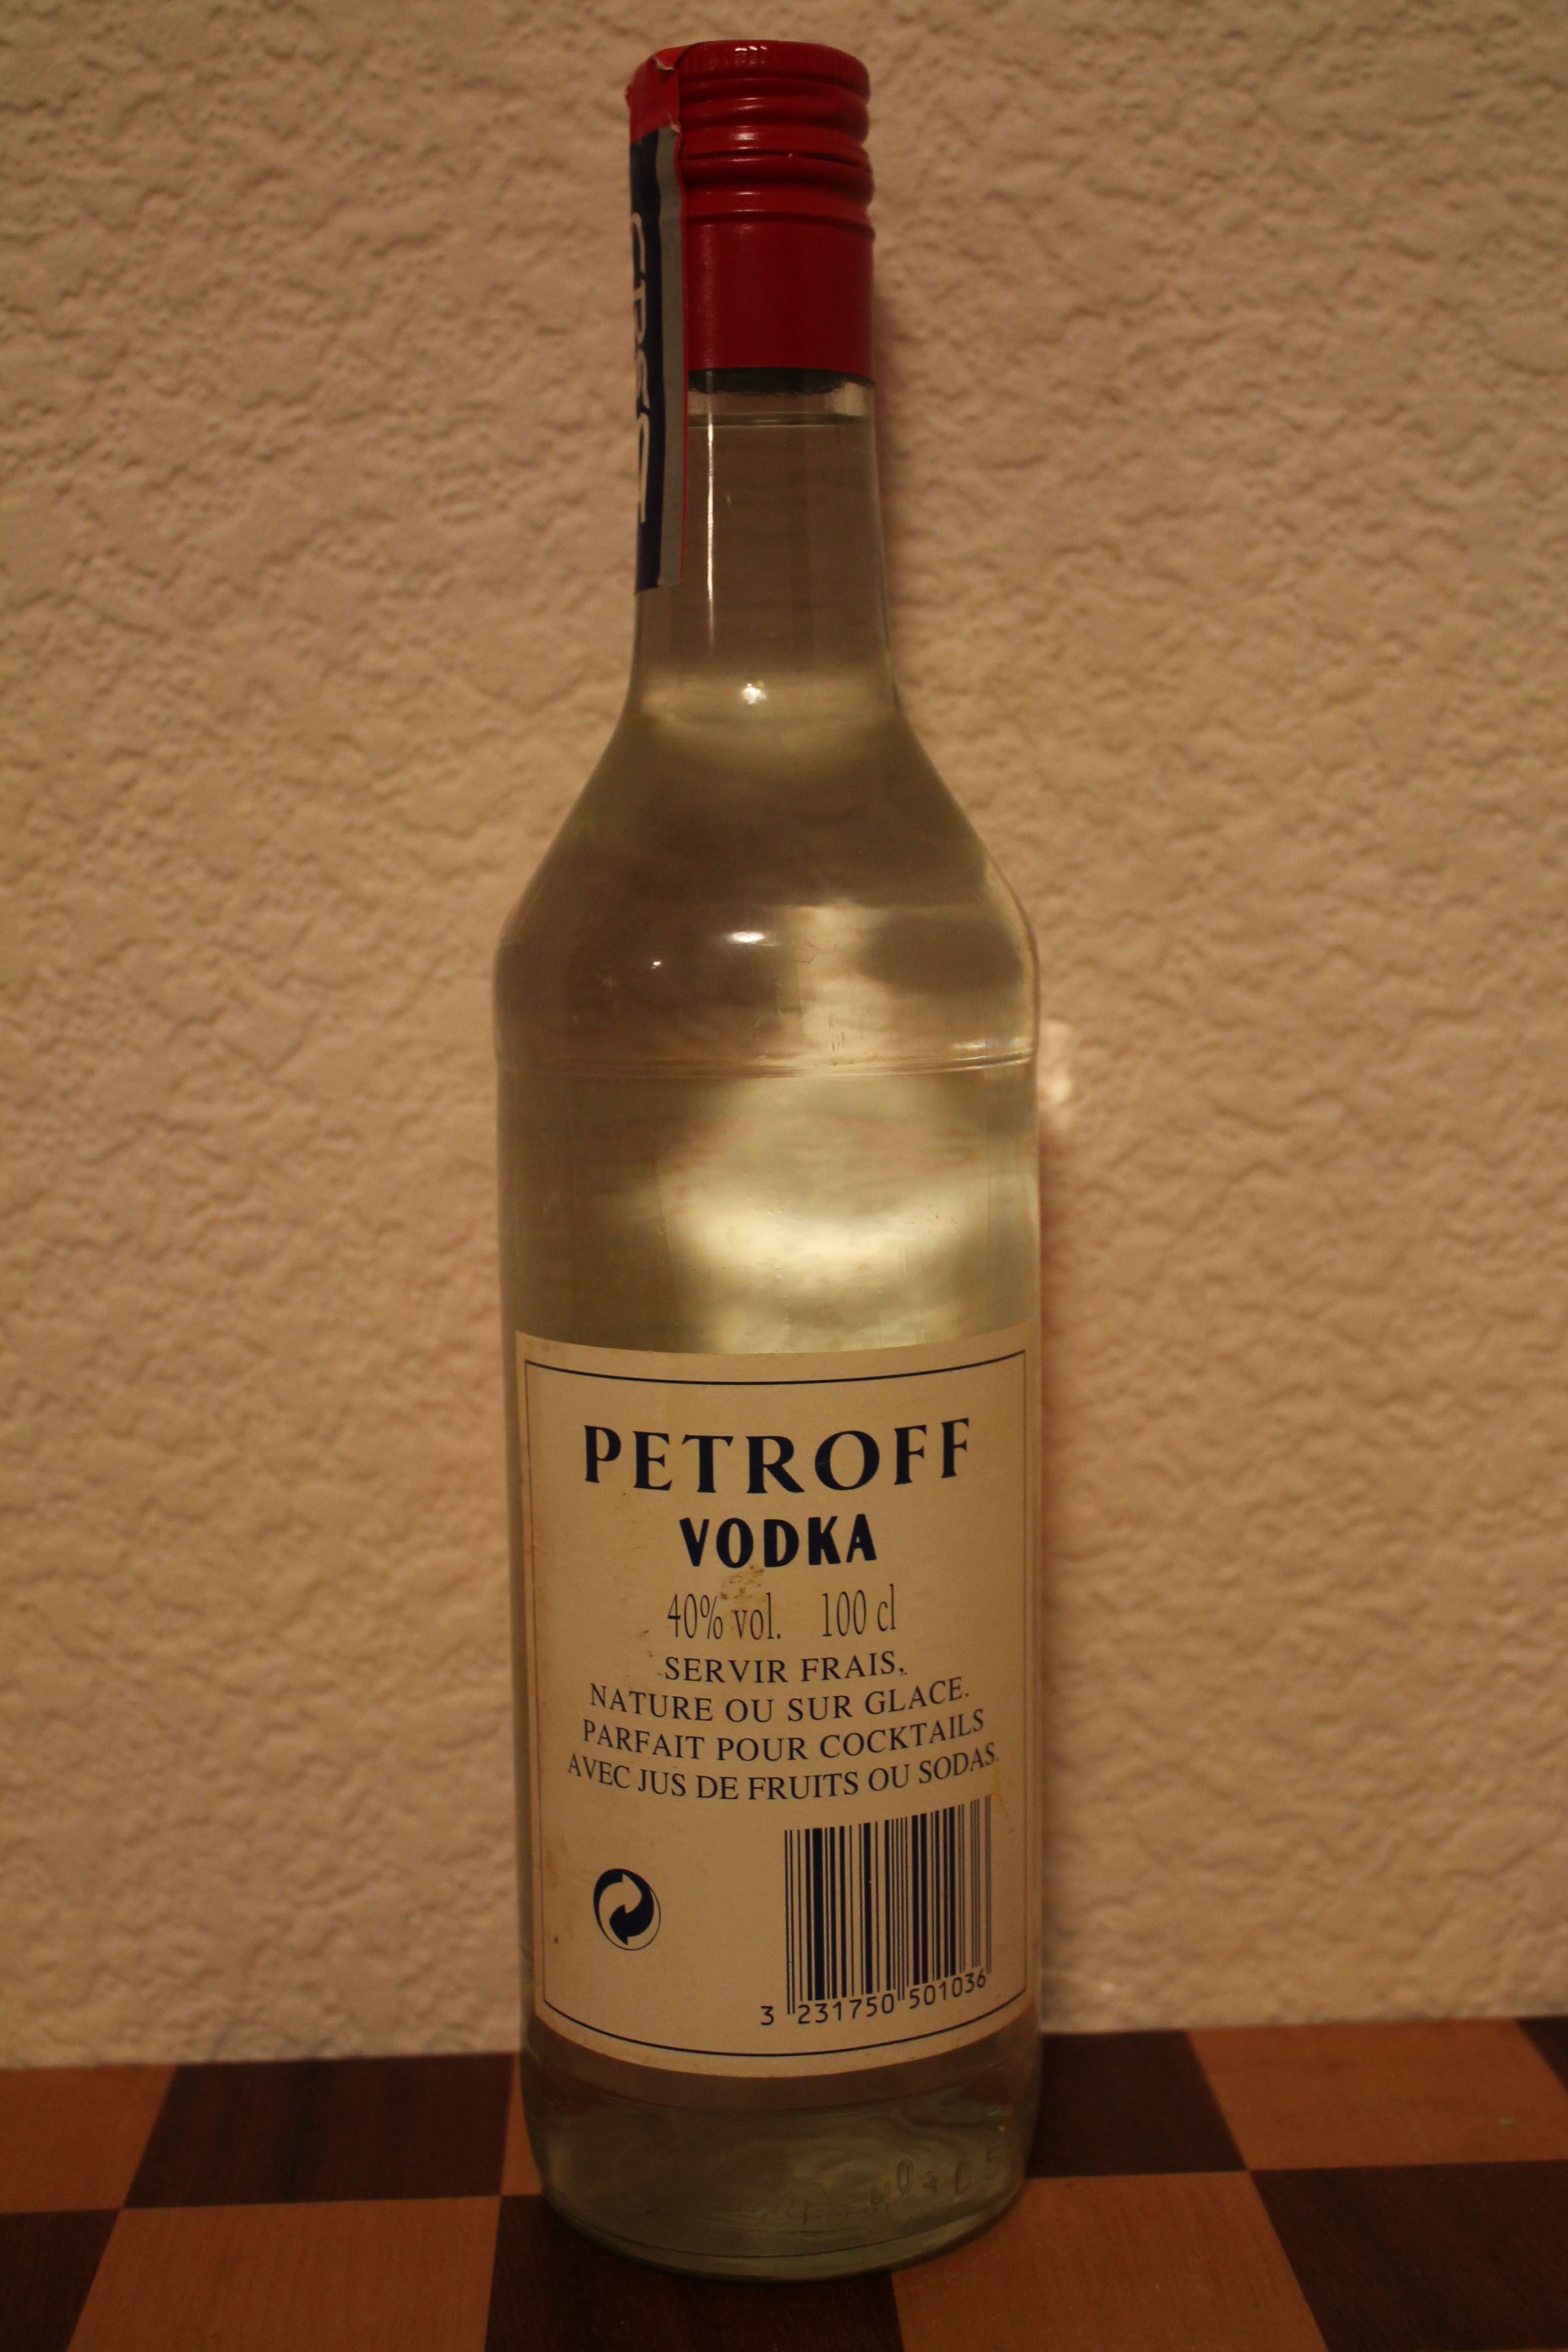 PETROFF
VODKA
40% vol. 100 cl
SERVIR FRAIS,
NATURE OU SUR GLACE.
PARFAIT POUR COCKTAILS
AVEC JUS DE FRUITS OU SODAS.
3 231750 501036